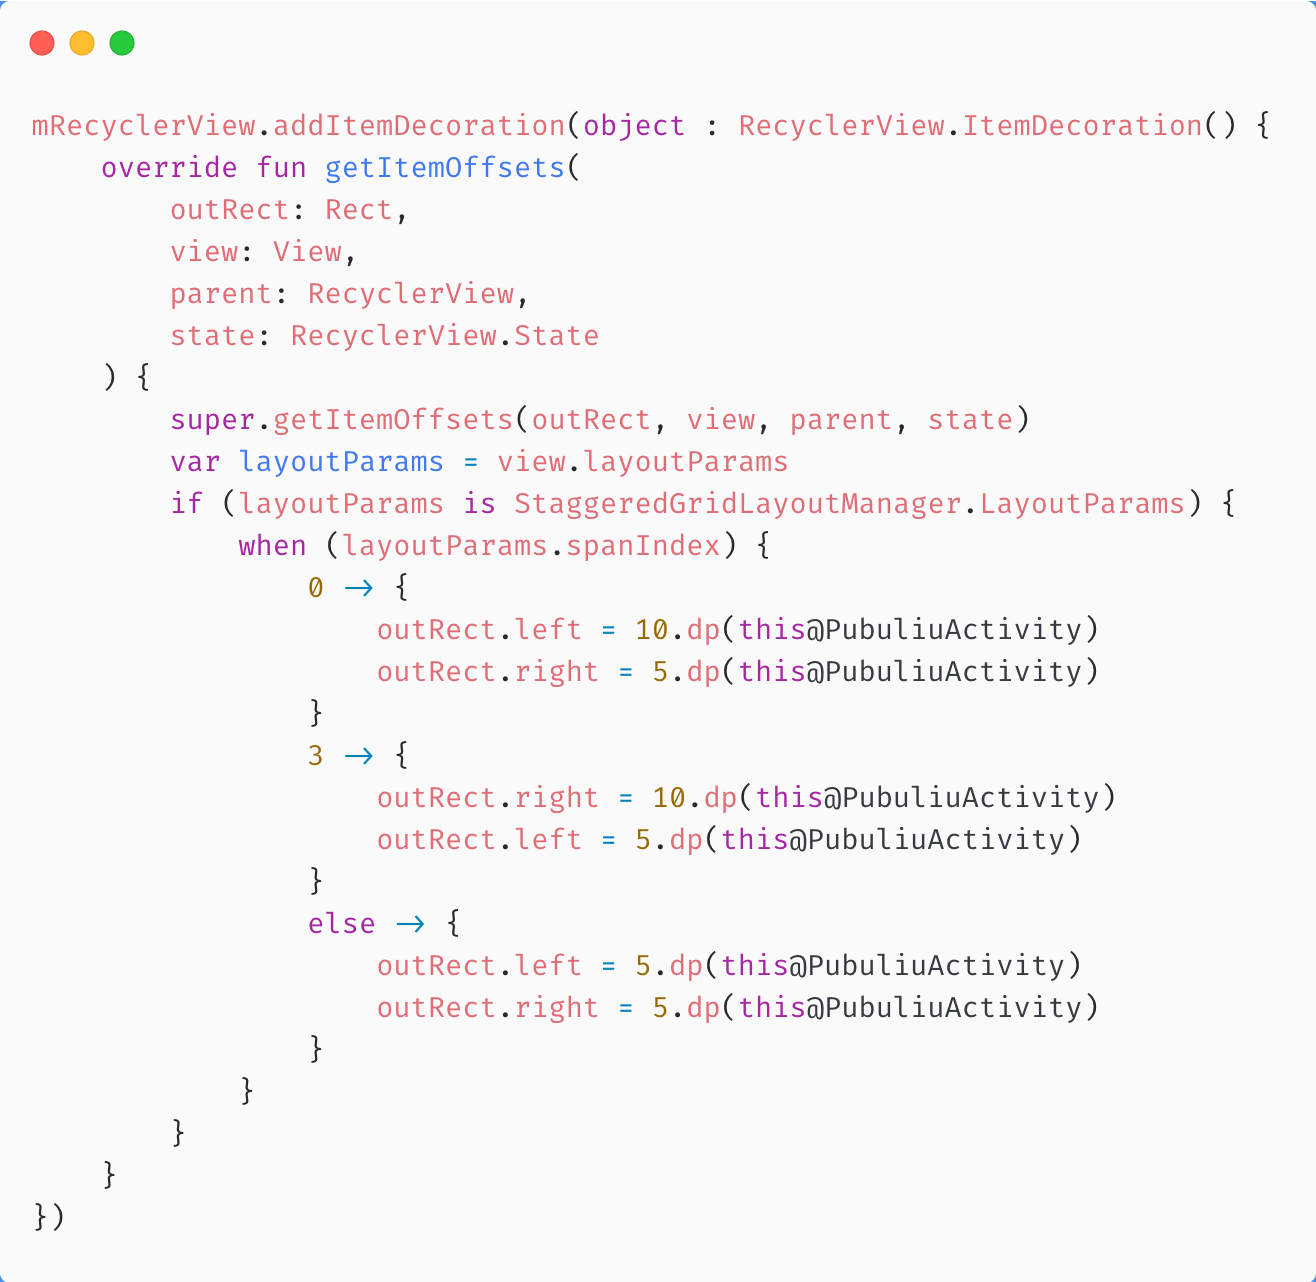 mRecyclerView.addItemDecoration(object : RecyclerView.ItemDecoration() {
    override fun getItemOffsets(
        outRect: Rect,
        view: View,
        parent: RecyclerView,
        state: RecyclerView.State
    ) {
        super.getItemOffsets(outRect, view, parent, state)
        var layoutParams = view.layoutParams
        if (layoutParams is StaggeredGridLayoutManager.LayoutParams) {
            when (layoutParams.spanIndex) {
                0 -> {
                    outRect.left = 10.dp(this@PubuliuActivity)
                    outRect.right = 5.dp(this@PubuliuActivity)
                }
                3 -> {
                    outRect.right = 10.dp(this@PubuliuActivity)
                    outRect.left = 5.dp(this@PubuliuActivity)
                }
                else -> {
                    outRect.left = 5.dp(this@PubuliuActivity)
                    outRect.right = 5.dp(this@PubuliuActivity)
                }
            }
        }
    }
})